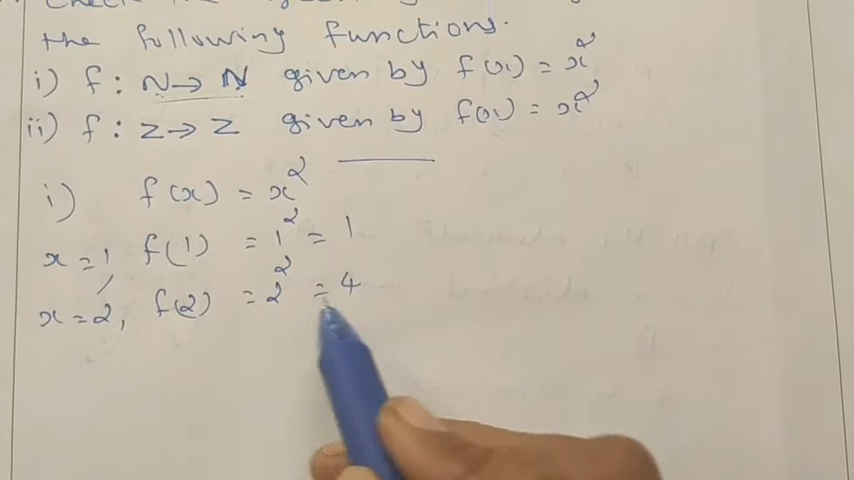 the following functions.
i) f : N → N given by f(x) = x²
ii) f : Z → Z given by f(x) = x²
i) f(x) = x²
x = 1, f(1) = 1² = 1
x = 2, f(2) = 2² = 4